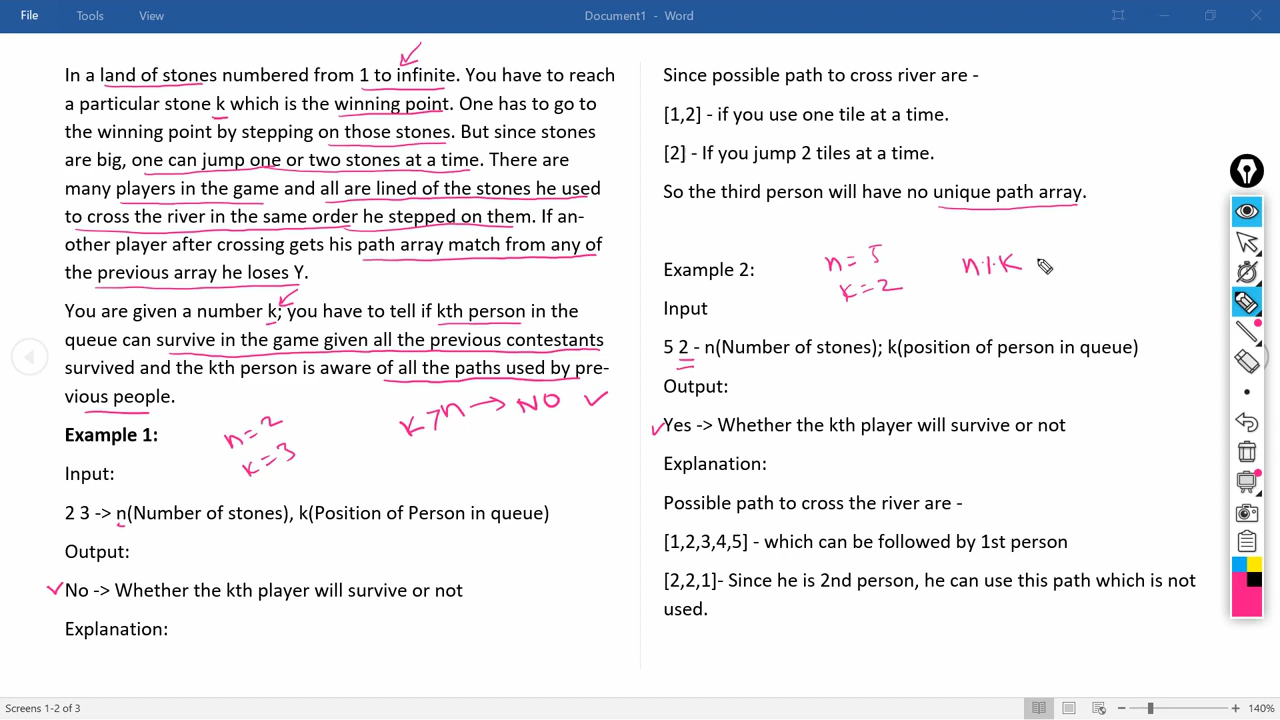 File Tools View Document1 - Word
In a land of stones numbered from 1 to infinite. You have to reach
a particular stone k which is the winning point. One has to go to
the winning point by stepping on those stones. But since stones
are big, one can jump one or two stones at a time. There are
many players in the game and all are lined of the stones he used
to cross the river in the same order he stepped on them. If an-
other player after crossing gets his path array match from any of
the previous array he loses Y.
You are given a number k; you have to tell if kth person in the
queue can survive in the game given all the previous contestants
survived and the kth person is aware of all the paths used by pre-
vious people.
K>n → NO ✓
Example 1:
n=2
k=3
Input:
2 3 -> n(Number of stones), k(Position of Person in queue)
Output:
No -> Whether the kth player will survive or not
Explanation:
Since possible path to cross river are -
[1,2] - if you use one tile at a time.
[2] - If you jump 2 tiles at a time.
So the third person will have no unique path array.
Example 2:
n=5
k=2
n%K
Input
5 2 - n(Number of stones); k(position of person in queue)
Output:
Yes -> Whether the kth player will survive or not
Explanation:
Possible path to cross the river are -
[1,2,3,4,5] - which can be followed by 1st person
[2,2,1]- Since he is 2nd person, he can use this path which is not
used.
Screens 1-2 of 3 140%